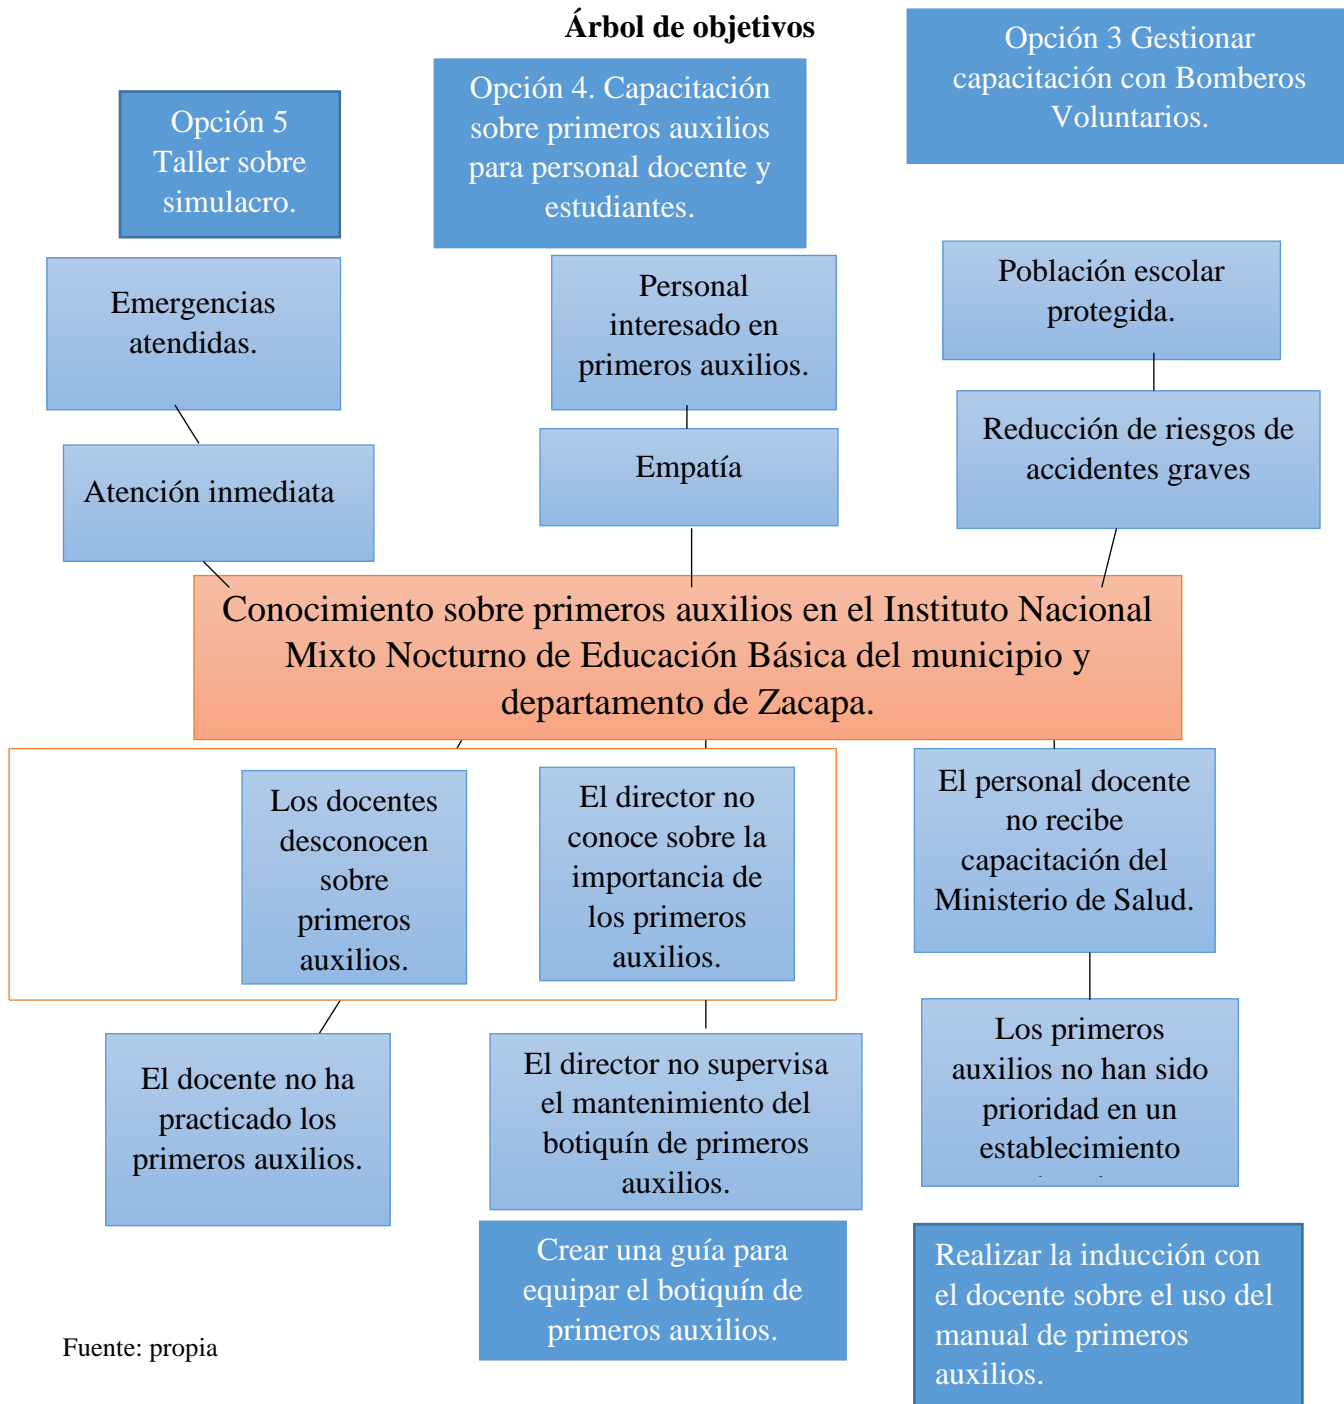 Árbol de objetivos
Opción 3 Gestionar
capacitación con Bomberos
Voluntarios.
Opción 4. Capacitación
sobre primeros auxilios
para personal docente y
estudiantes.
Opción 5
Taller sobre
simulacro.
Emergencias
atendidas.
Personal
interesado en
primeros auxilios.
Población escolar
protegida.
Atención inmediata
Empatía
Reducción de riesgos de
accidentes graves
Conocimiento sobre primeros auxilios en el Instituto Nacional
Mixto Nocturno de Educación Básica del municipio y
departamento de Zacapa.
Los docentes
desconocen
sobre
primeros
auxilios.
El director no
conoce sobre la
importancia de
los primeros
auxilios.
El personal docente
no recibe
capacitación del
Ministerio de Salud.
El docente no ha
practicado los
primeros auxilios.
El director no supervisa
el mantenimiento del
botiquín de primeros
auxilios.
Los primeros
auxilios no han sido
prioridad en un
establecimiento
Crear una guía para
equipar el botiquín de
primeros auxilios.
Realizar la inducción con
el docente sobre el uso del
manual de primeros
auxilios.
Fuente: propia